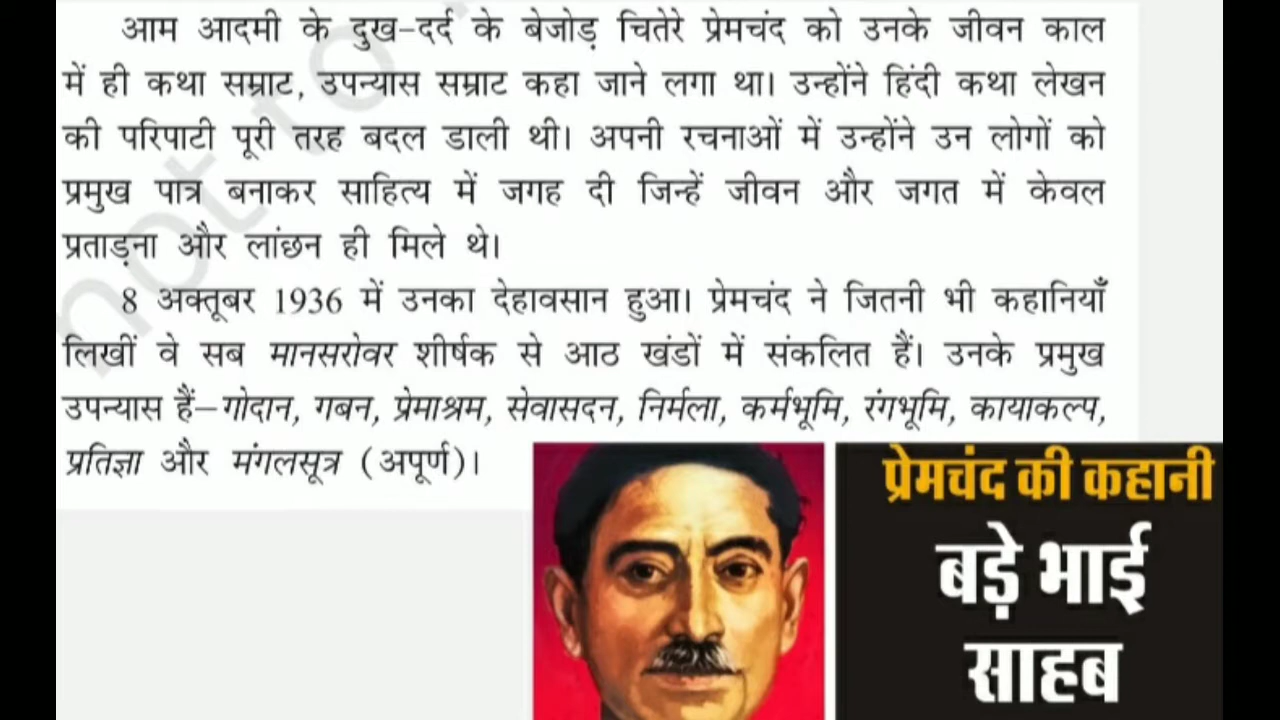 आम आदमी के दुख-दर्द के बेजोड़ चितेरे प्रेमचंद को उनके जीवन काल
में ही कथा सम्राट, उपन्यास सम्राट कहा जाने लगा था। उन्होंने हिंदी कथा लेखन
की परिपाटी पूरी तरह बदल डाली थी। अपनी रचनाओं में उन्होंने उन लोगों को
प्रमुख पात्र बनाकर साहित्य में जगह दी जिन्हें जीवन और जगत में केवल
प्रताड़ना और लांछन ही मिले थे।
8 अक्तूबर 1936 में उनका देहावसान हुआ। प्रेमचंद ने जितनी भी कहानियाँ
लिखीं वे सब मानसरोवर शीर्षक से आठ खंडों में संकलित हैं। उनके प्रमुख
उपन्यास हैं—गोदान, गबन, प्रेमाश्रम, सेवासदन, निर्मला, कर्मभूमि, रंगभूमि, कायाकल्प,
प्रतिज्ञा और मंगलसूत्र (अपूर्ण)।
प्रेमचंद की कहानी
बड़े भाई
साहब
not to